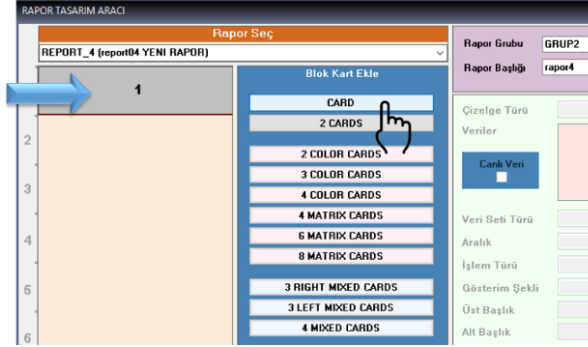 RAPOR TASARIM ARACI
Rapor Seç
REPORT_4 (report04 YENI RAPOR)
1
2
3
4
5
6
Blok Kart Ekle
CARD
2 CARDS
2 COLOR CARDS
3 COLOR CARDS
4 COLOR CARDS
4 MATRIX CARDS
6 MATRIX CARDS
8 MATRIX CARDS
3 RIGHT MIXED CARDS
3 LEFT MIXED CARDS
4 MIXED CARDS
Rapor Grubu GRUP2
Rapor Başlığı rapor4
Çizelge Türü
Veriler
Canlı Veri
Veri Seti Türü
Aralık
İşlem Türü
Gösterim Şekli
Üst Başlık
Alt Başlık